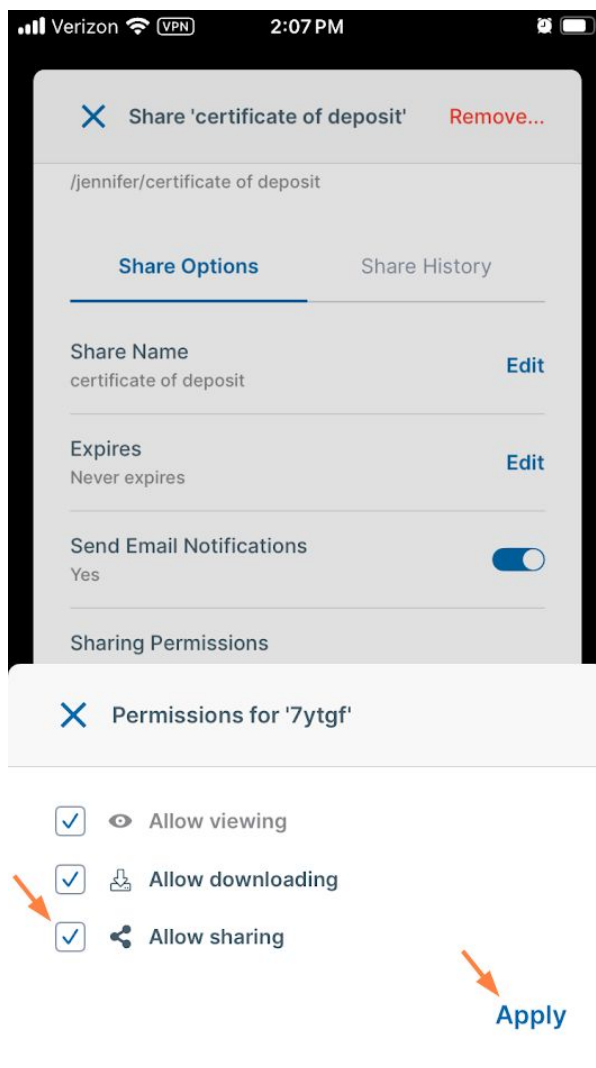 Verizon VPN 2:07 PM
Share 'certificate of deposit' Remove...
/jennifer/certificate of deposit
Share Options Share History
Share Name
certificate of deposit
Edit
Expires
Never expires
Edit
Send Email Notifications
Yes
Sharing Permissions
Permissions for '7ytgf'
Allow viewing
Allow downloading
Allow sharing
Apply